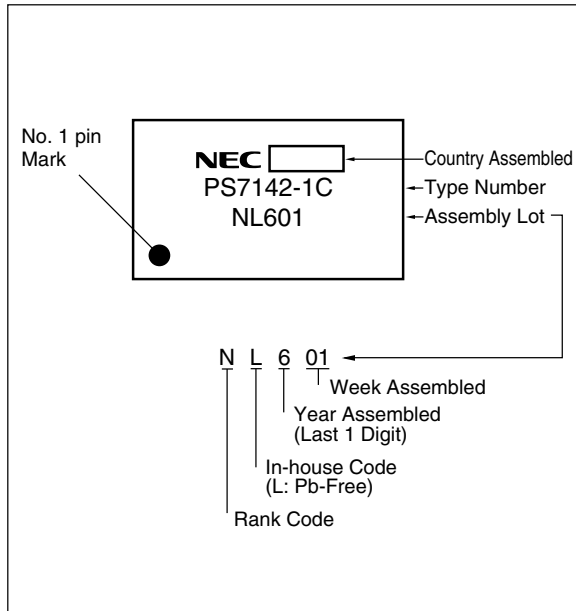 No. 1 pin
Mark
NEC
Country Assembled
PS7142-1C
Type Number
NL601
Assembly Lot
N L 6 01
Week Assembled
Year Assembled
(Last 1 Digit)
In-house Code
(L: Pb-Free)
Rank Code